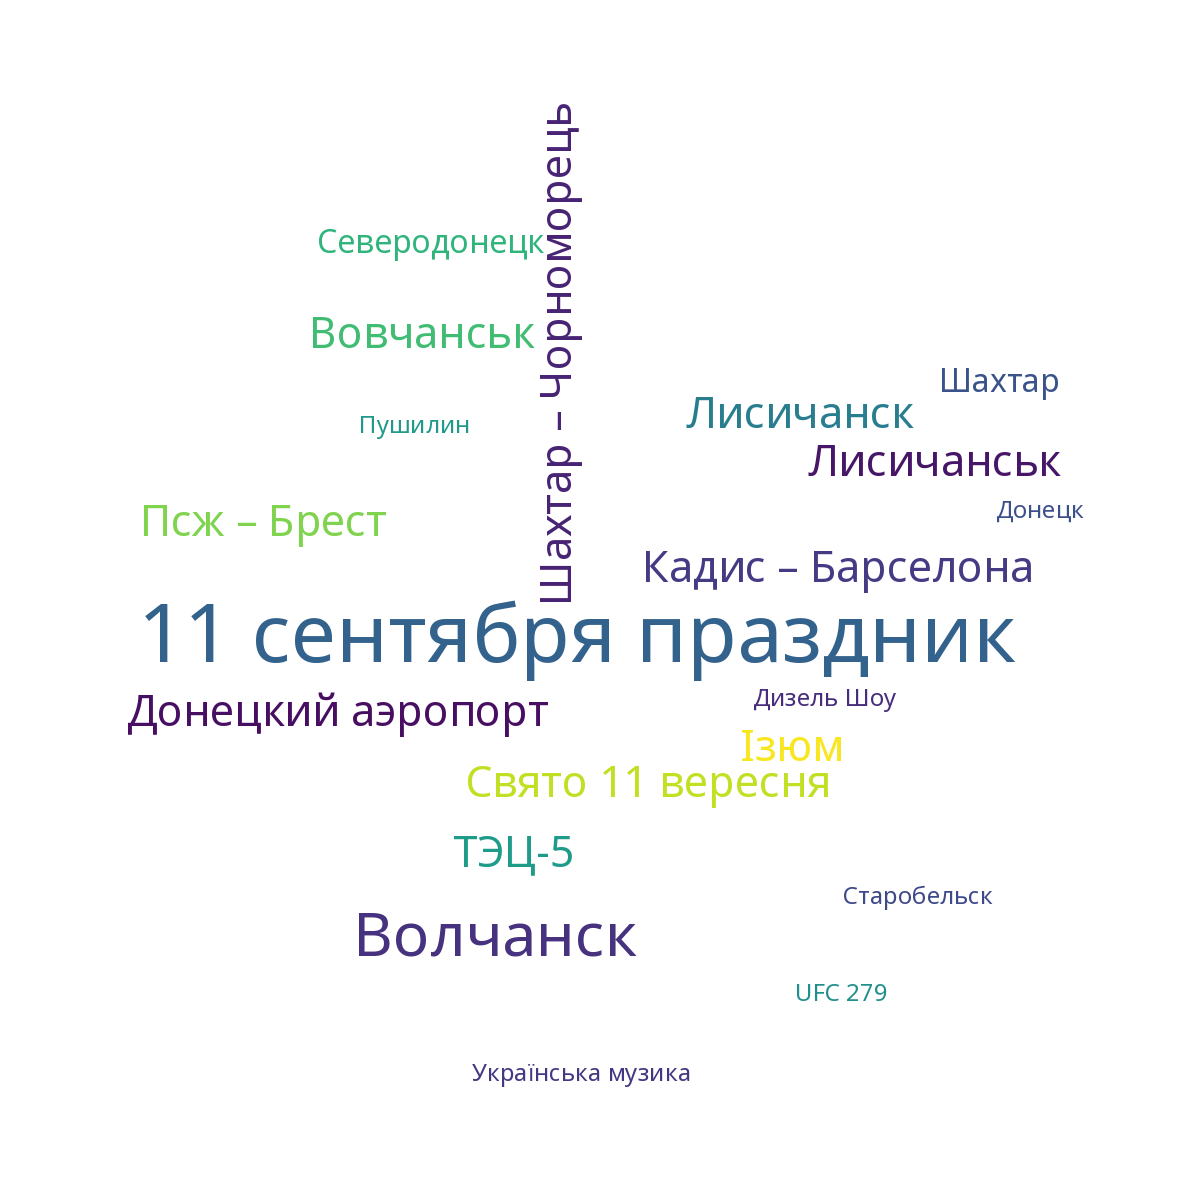 Шахтар – Чорноморець
Северодонецк
Вовчанськ
Шахтар
Лисичанск
Пушилин
Лисичанськ
Донецк
Псж – Брест
Кадис – Барселона
11 сентября праздник
Дизель Шоу
Донецкий аэропорт
Ізюм
Свято 11 вересня
ТЭЦ-5
Старобельск
Волчанск
UFC 279
Українська музика